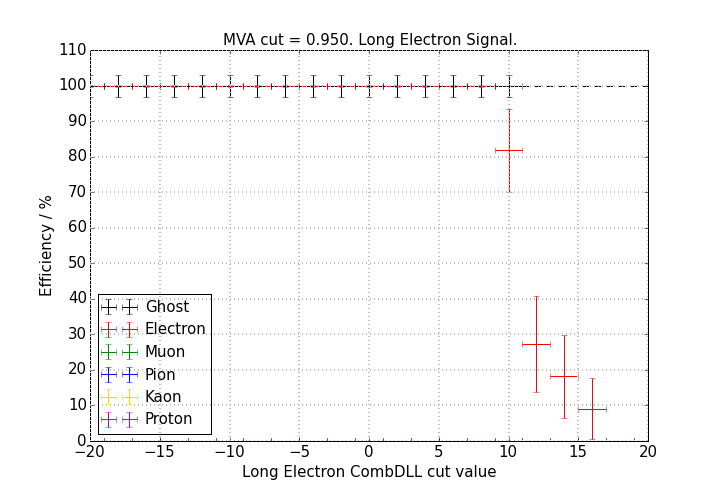 MVA cut = 0.950. Long Electron Signal.
110
100
90
80
70
60
50
40
30
20
10
0
Efficiency / %
Ghost
Electron
Muon
Pion
Kaon
Proton
−20 −15 −10 −5 0 5 10 15 20
Long Electron CombDLL cut value